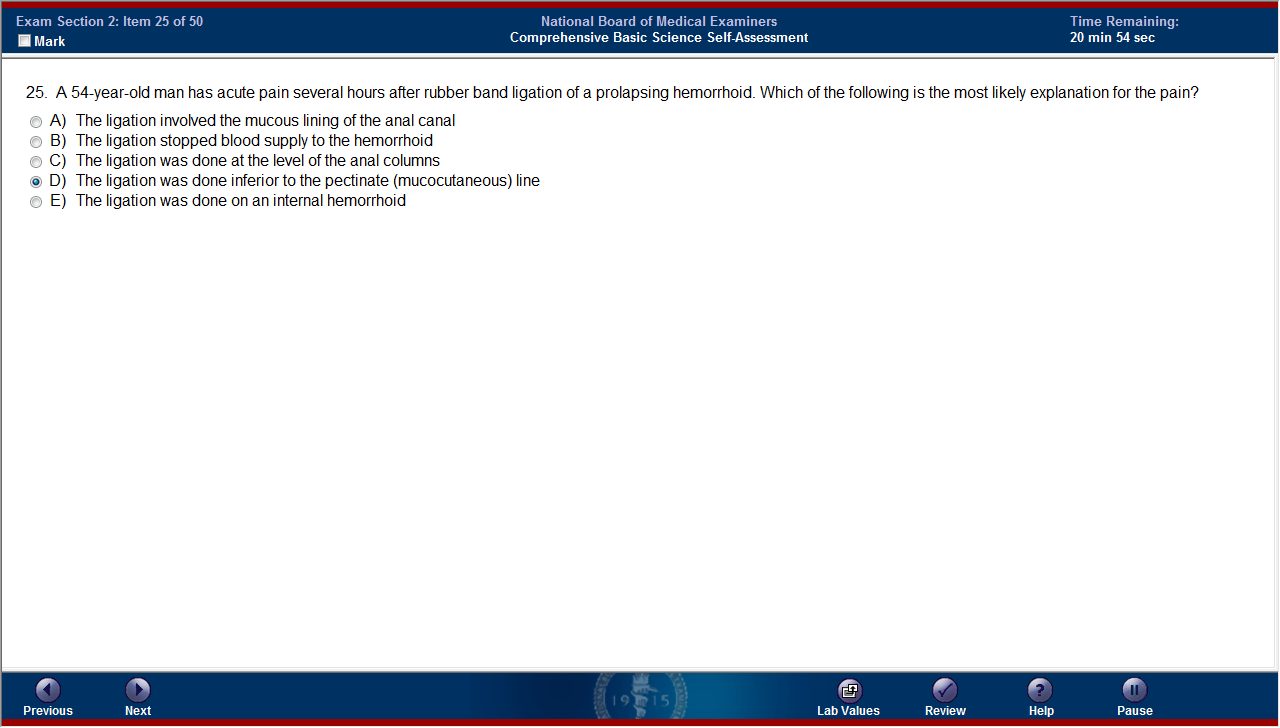 Exam Section 2: Item 25 of 50
National Board of Medical Examiners
Time Remaining:
Mark
Comprehensive Basic Science Self-Assessment
20 min 54 sec
25. A 54-year-old man has acute pain several hours after rubber band ligation of a prolapsing hemorrhoid. Which of the following is the most likely explanation for the pain?
A) The ligation involved the mucous lining of the anal canal
B) The ligation stopped blood supply to the hemorrhoid
C) The ligation was done at the level of the anal columns
D) The ligation was done inferior to the pectinate (mucocutaneous) line
E) The ligation was done on an internal hemorrhoid
19 15
Previous
Next
Lab Values
Review
Help
Pause